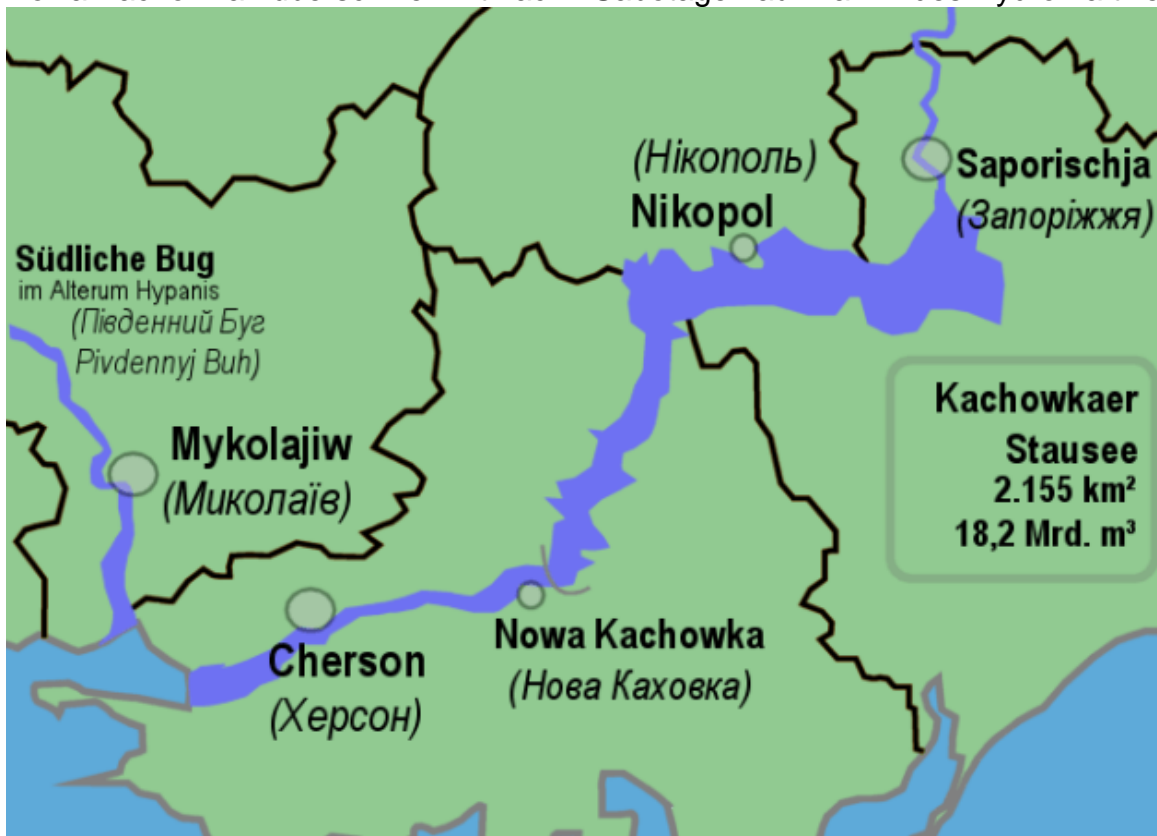 (Нікополь)
Nikopol
Saporischja
(Запоріжжя)
Südliche Bug
im Alterum Hypanis
(Південний Буг
Pivdennyj Buh)
Mykolajiw
(Миколаїв)
Kachowkaer
Stausee
2.155 km²
18,2 Mrd. m³
Cherson
(Херсон)
Nowa Kachowka
(Нова Каховка)